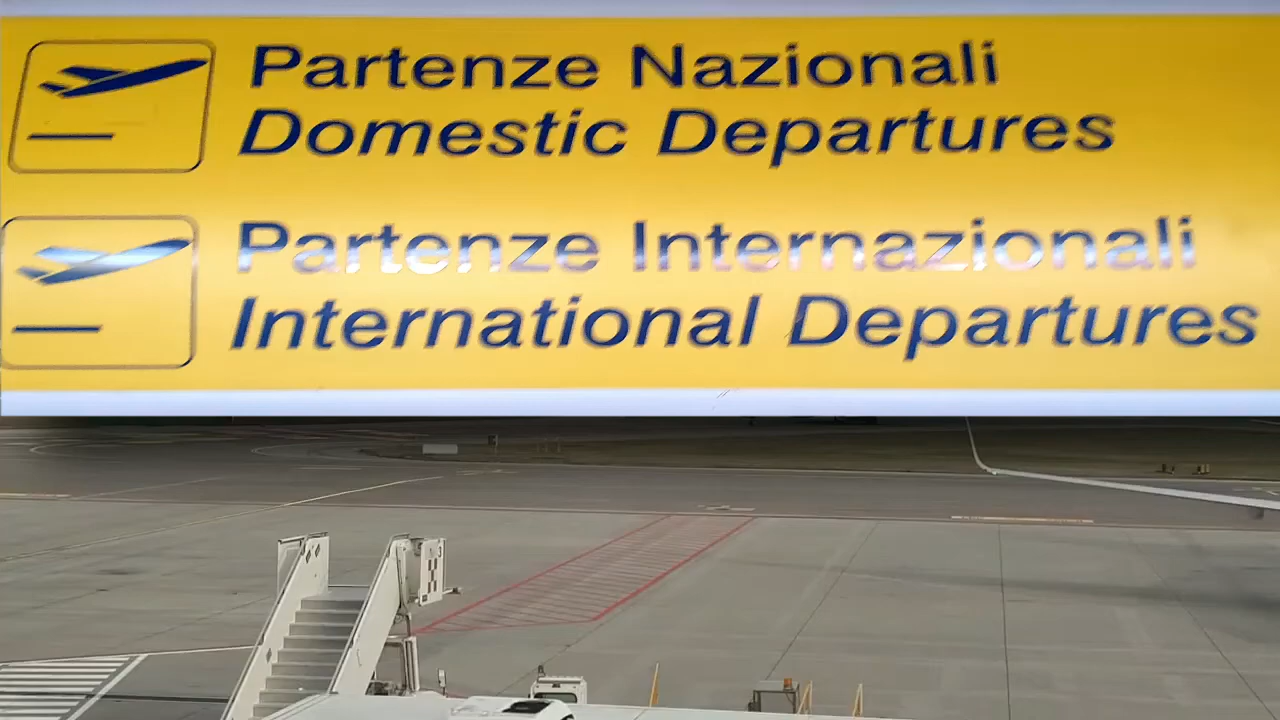 Partenze Nazionali
Domestic Departures
Partenze Internazionali
International Departures